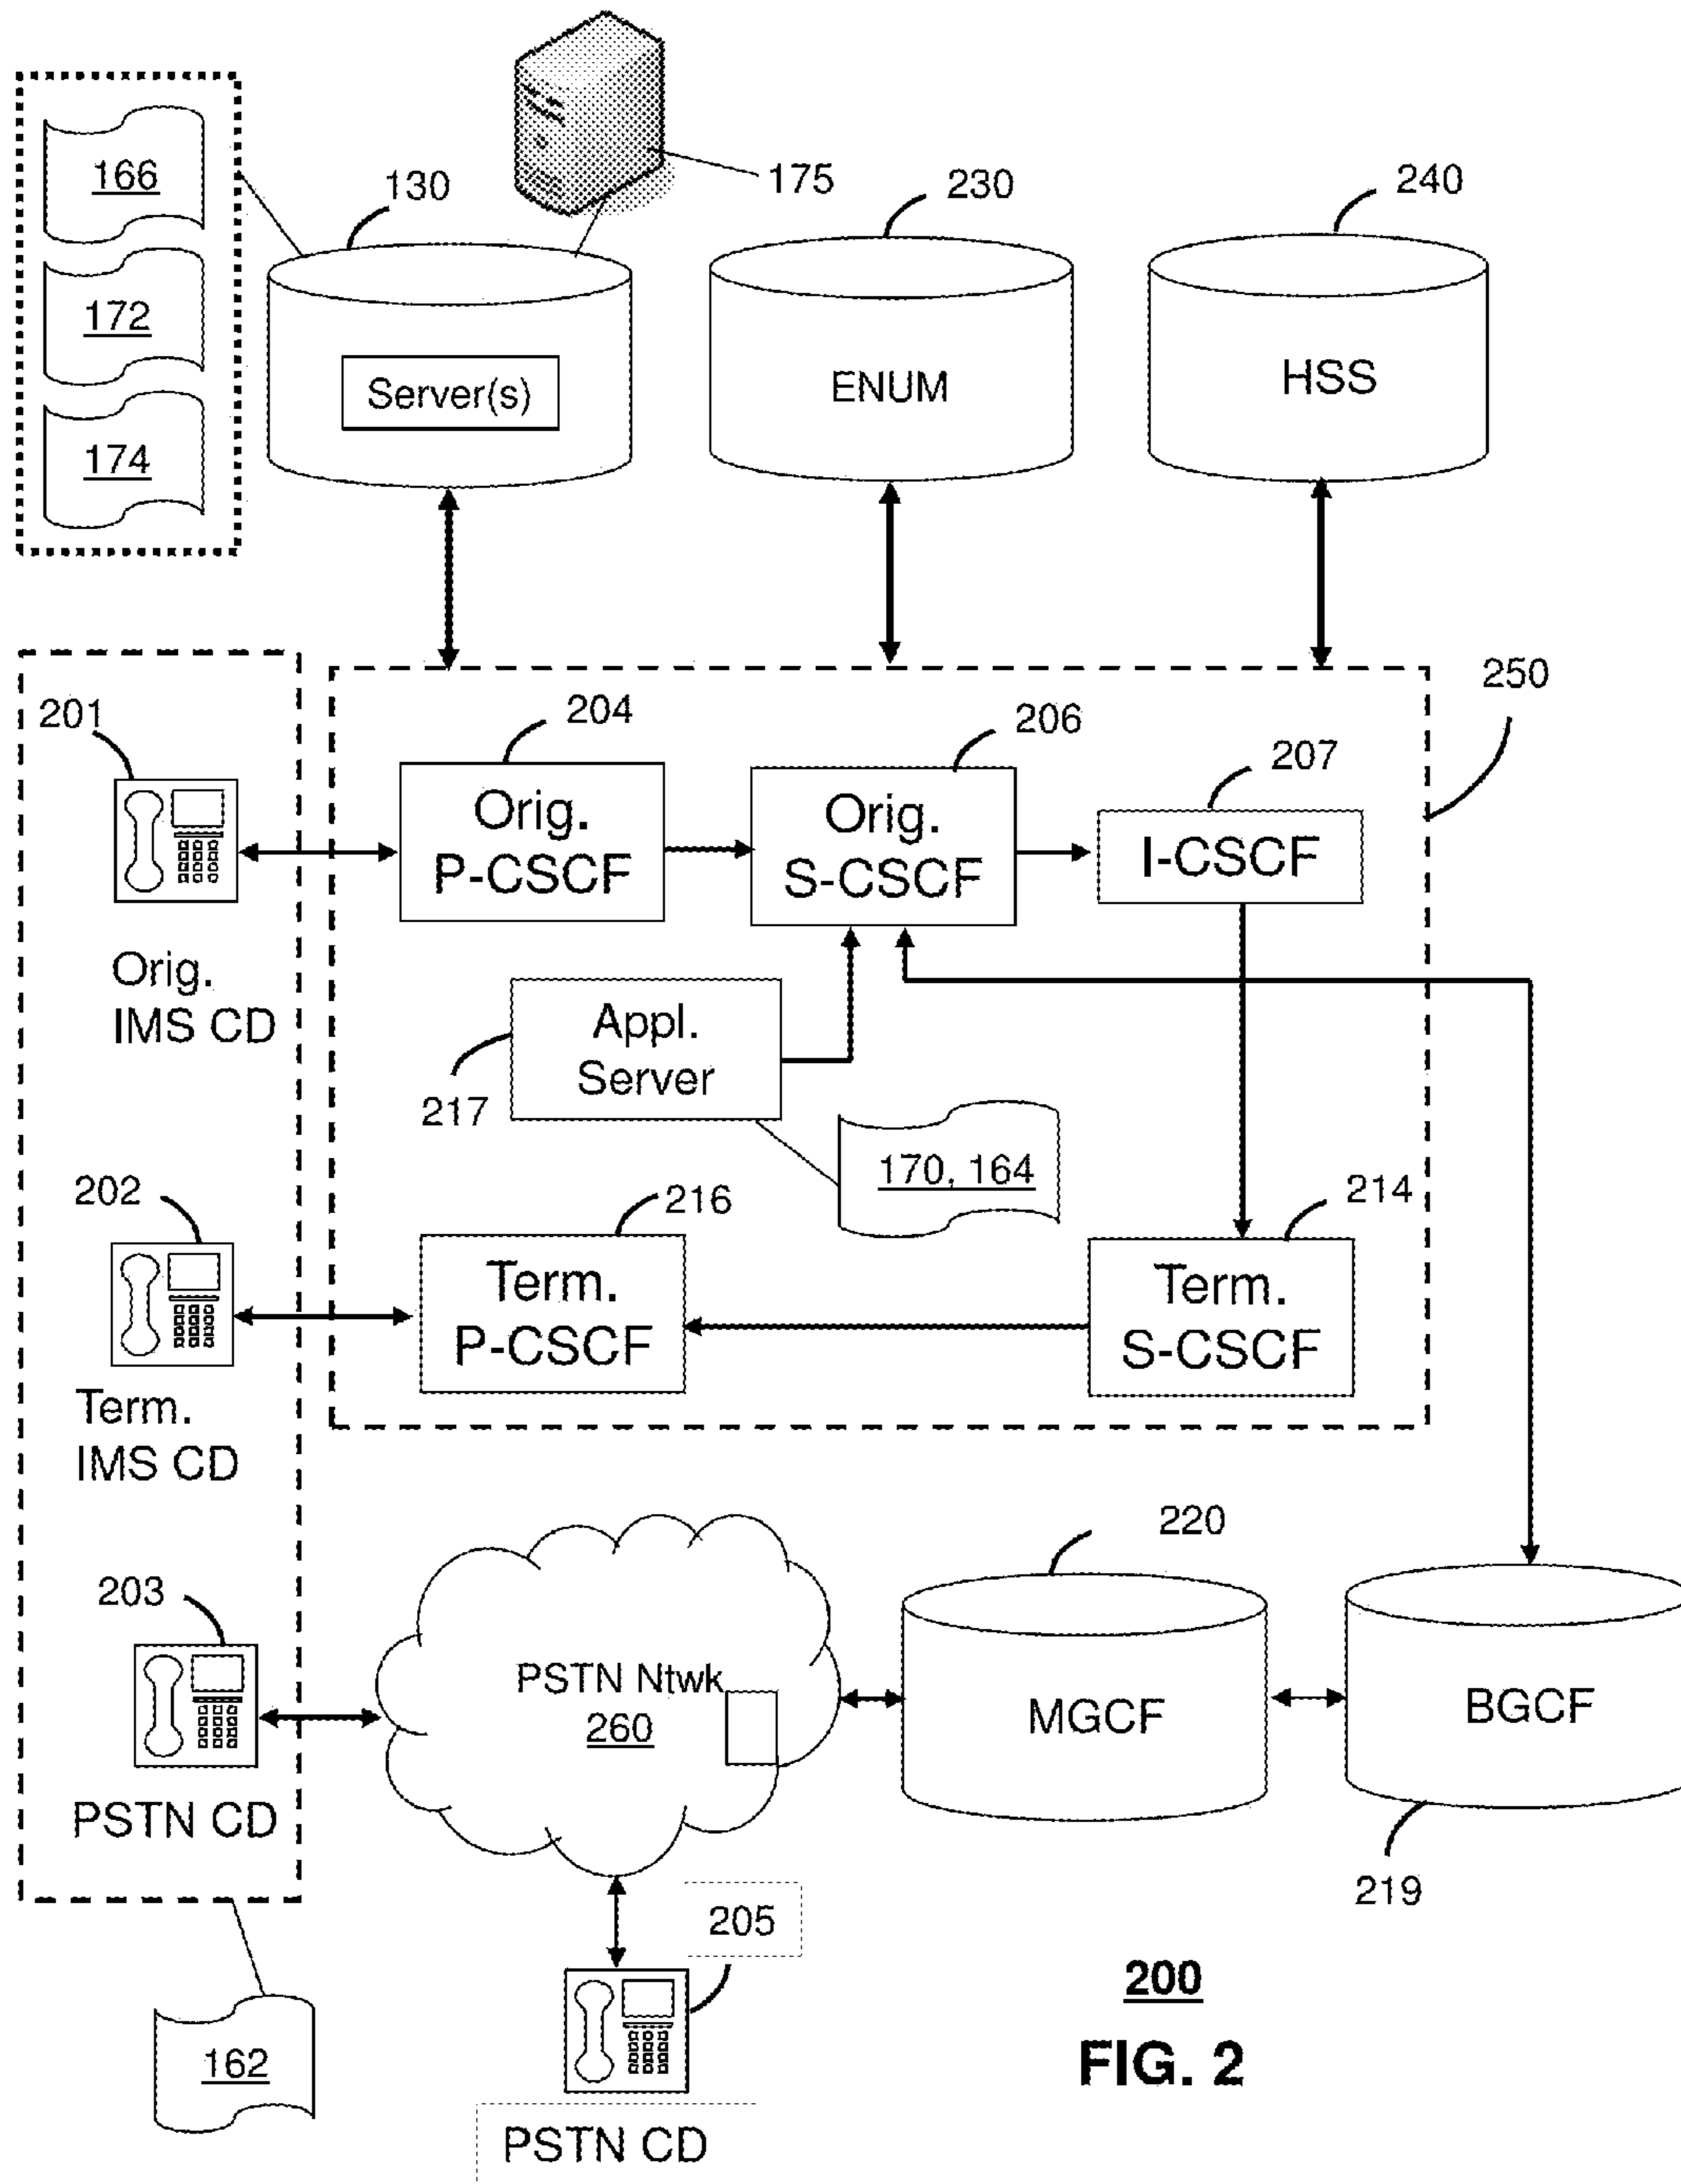 175
130
230
240
166
172
174
Server(s)
ENUM
HSS
250
201
204
206
207
Orig.
P-CSCF
Orig.
S-CSCF
I-CSCF
Orig.
IMS CD
Appl.
Server
217
170, 164
202
216
214
Term.
P-CSCF
Term.
S-CSCF
Term.
IMS CD
220
203
PSTN Ntwk
260
MGCF
BGCF
PSTN CD
219
205
162
PSTN CD
200
FIG. 2